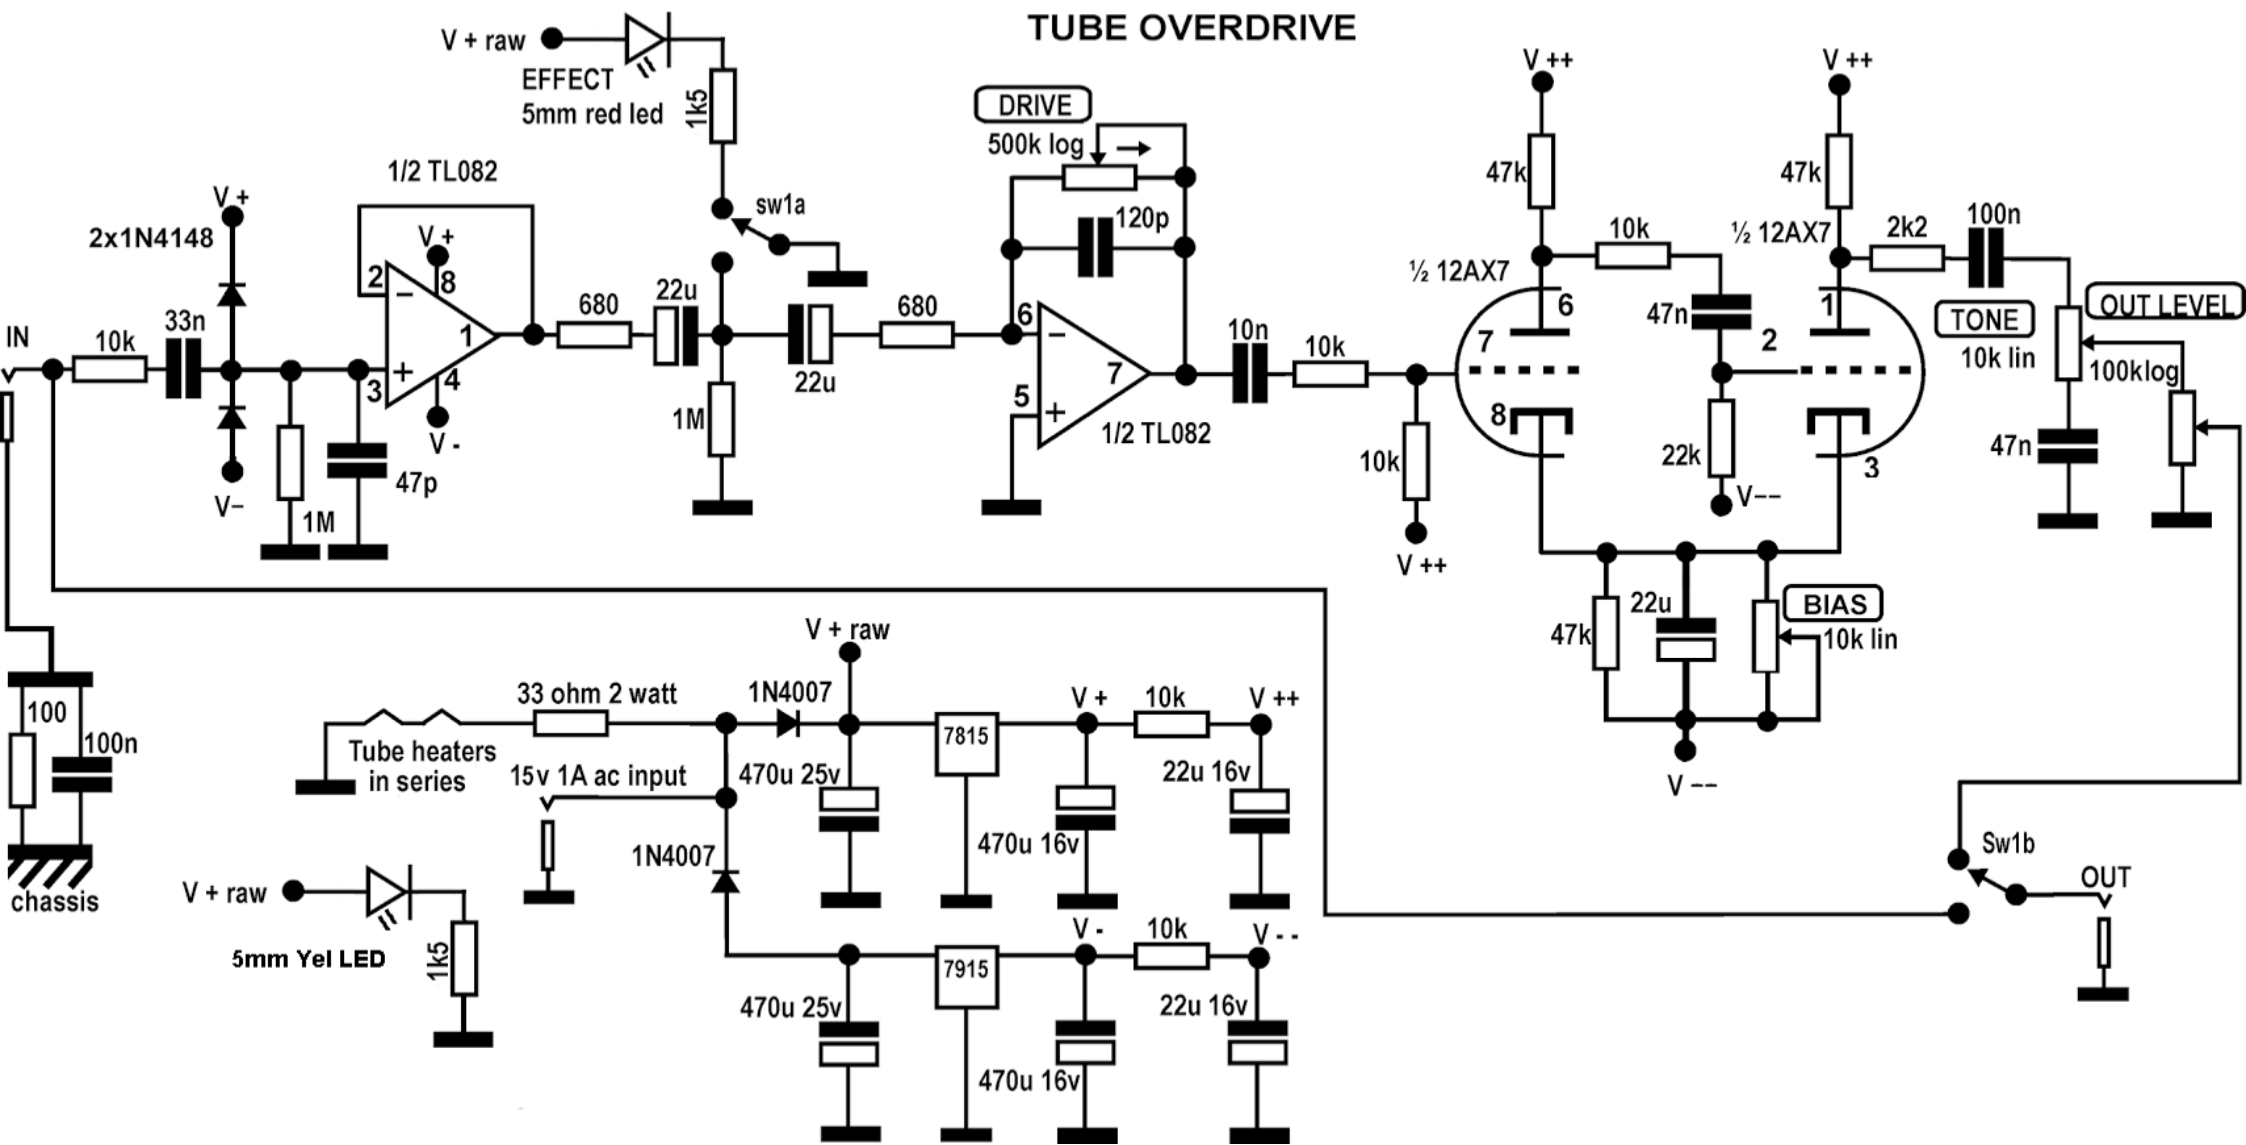 TUBE OVERDRIVE
V + raw
EFFECT
5mm red led
1k5
sw1a
DRIVE
500k log
120p
1/2 TL082
V +
2x1N4148
V +
2
8
−
1
3
+
4
V -
IN
10k
33n
V−
1M
47p
680
22u
1M
22u
680
6
−
5
+
7
1/2 TL082
10n
10k
10k
V ++
V ++
47k
½ 12AX7
6
7
8
10k
47n
2
22k
V−−
V ++
47k
½ 12AX7
1
3
2k2
100n
TONE
10k lin
OUT LEVEL
100klog
47n
47k
22u
BIAS
10k lin
V −−
100
100n
chassis
Tube heaters
in series
33 ohm 2 watt
15v 1A ac input
1N4007
V + raw
1N4007
470u 25v
7815
V +
10k
V ++
470u 16v
22u 16v
V + raw
5mm Yel LED
1k5
470u 25v
7915
V -
10k
V - -
470u 16v
22u 16v
Sw1b
OUT